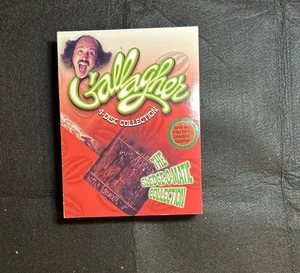 Gallagher
4-DISC COLLECTION
THE
SLEDGE-O-MATIC
COLLECTION